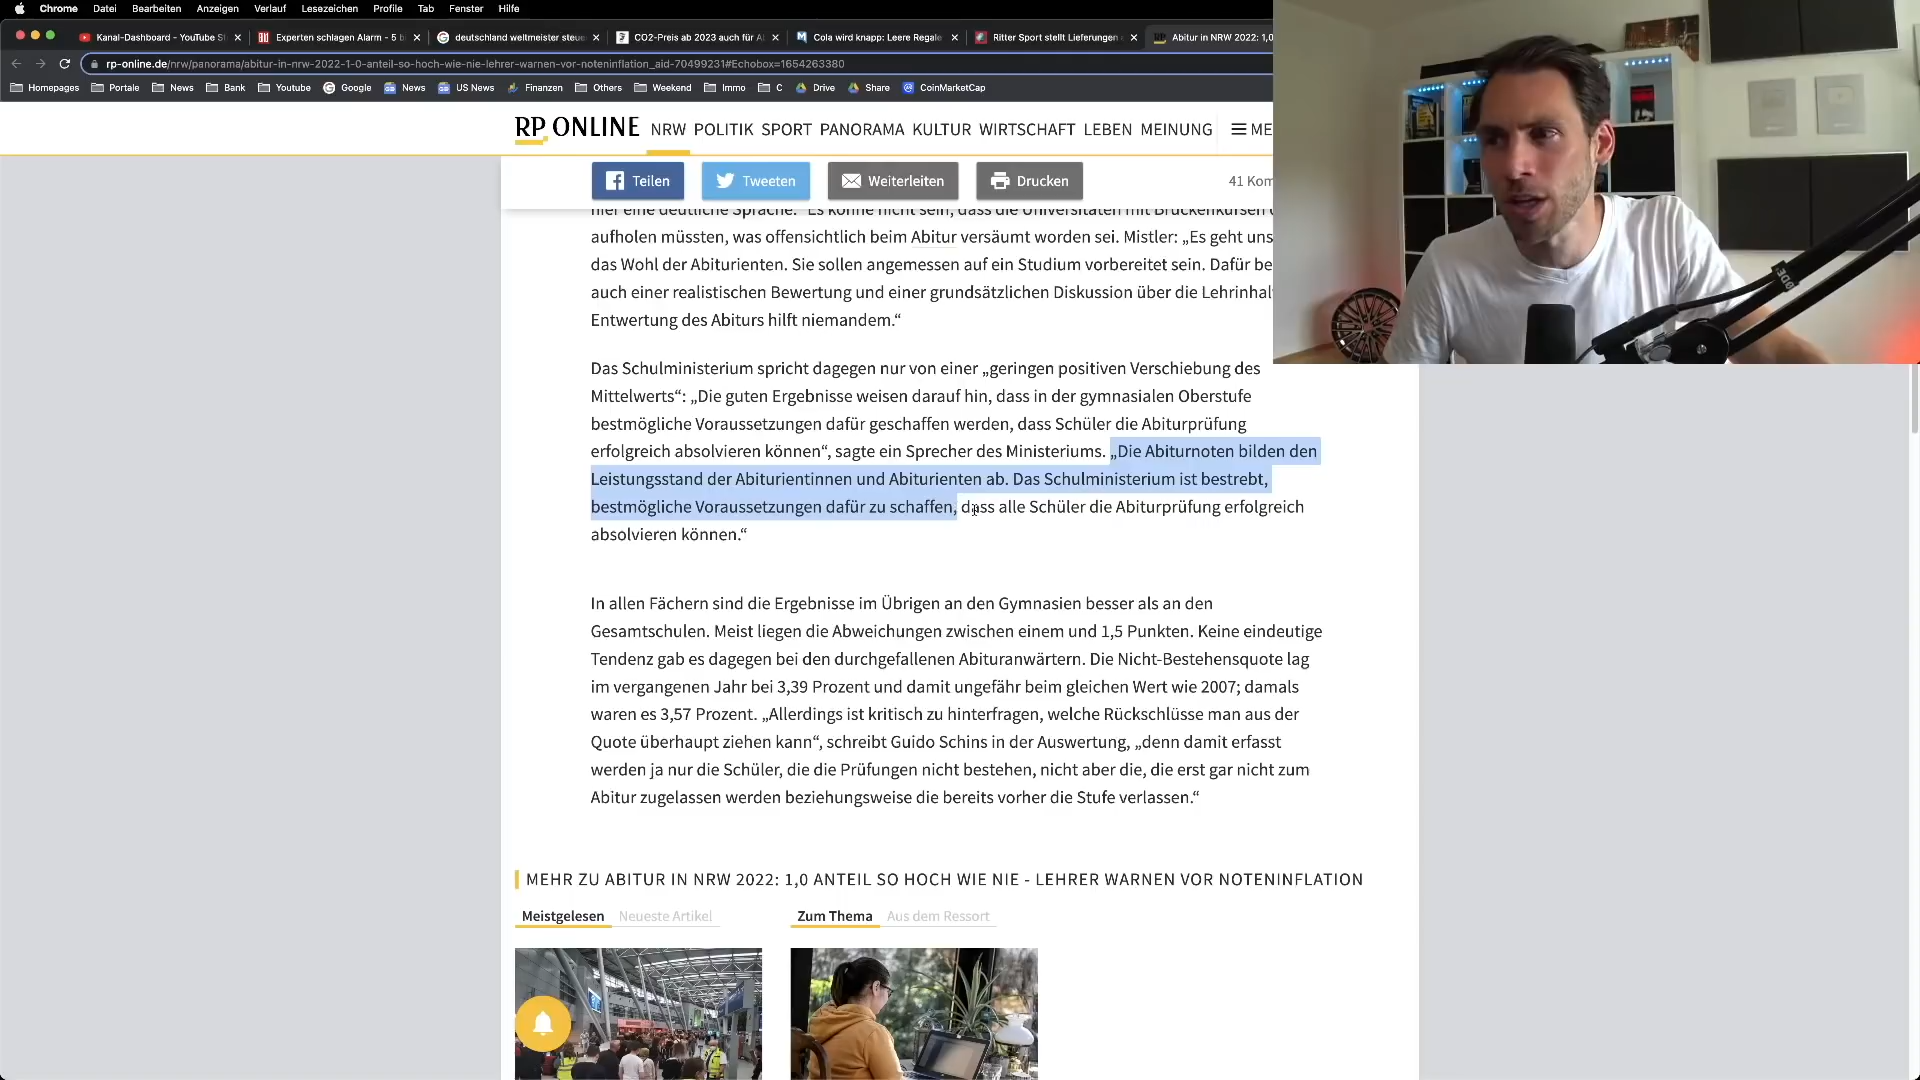 Chrome Datei Bearbeiten Anzeigen Verlauf Lesezeichen Profile Tab Fenster Hilfe
Kanal-Dashboard - YouTube St
Experten schlagen Alarm - 5 b
deutschland weltmeister steue
CO2-Preis ab 2023 auch für A
Cola wird knapp: Leere Regale
Ritter Sport stellt Lieferungen
Abitur in NRW 2022: 1,0
rp-online.de/nrw/panorama/abitur-in-nrw-2022-1-0-anteil-so-hoch-wie-nie-lehrer-warnen-vor-noteninflation_aid-70499231#Echobox=1654263380
Homepages Portale News Bank Youtube Google News US News Finanzen Others Weekend Immo C Drive Share CoinMarketCap
RP ONLINE NRW POLITIK SPORT PANORAMA KULTUR WIRTSCHAFT LEBEN MEINUNG ME
Teilen Tweeten Weiterleiten Drucken 41 Kom
hier eine deutliche Sprache." Es könne nicht sein, dass die Universitäten mit Brückenkursen
aufholen müssten, was offensichtlich beim Abitur versäumt worden sei. Mistler: „Es geht uns
das Wohl der Abiturienten. Sie sollen angemessen auf ein Studium vorbereitet sein. Dafür be
auch einer realistischen Bewertung und einer grundsätzlichen Diskussion über die Lehrinhal
Entwertung des Abiturs hilft niemandem.“
Das Schulministerium spricht dagegen nur von einer „geringen positiven Verschiebung des
Mittelwerts“: „Die guten Ergebnisse weisen darauf hin, dass in der gymnasialen Oberstufe
bestmögliche Voraussetzungen dafür geschaffen werden, dass Schüler die Abiturprüfung
erfolgreich absolvieren können“, sagte ein Sprecher des Ministeriums. „Die Abiturnoten bilden den
Leistungsstand der Abiturientinnen und Abiturienten ab. Das Schulministerium ist bestrebt,
bestmögliche Voraussetzungen dafür zu schaffen, dass alle Schüler die Abiturprüfung erfolgreich
absolvieren können.“
In allen Fächern sind die Ergebnisse im Übrigen an den Gymnasien besser als an den
Gesamtschulen. Meist liegen die Abweichungen zwischen einem und 1,5 Punkten. Keine eindeutige
Tendenz gab es dagegen bei den durchgefallenen Abituranwärtern. Die Nicht-Bestehensquote lag
im vergangenen Jahr bei 3,39 Prozent und damit ungefähr beim gleichen Wert wie 2007; damals
waren es 3,57 Prozent. „Allerdings ist kritisch zu hinterfragen, welche Rückschlüsse man aus der
Quote überhaupt ziehen kann“, schreibt Guido Schins in der Auswertung, „denn damit erfasst
werden ja nur die Schüler, die die Prüfungen nicht bestehen, nicht aber die, die erst gar nicht zum
Abitur zugelassen werden beziehungsweise die bereits vorher die Stufe verlassen.“
MEHR ZU ABITUR IN NRW 2022: 1,0 ANTEIL SO HOCH WIE NIE - LEHRER WARNEN VOR NOTENINFLATION
Meistgelesen Neueste Artikel Zum Thema Aus dem Ressort